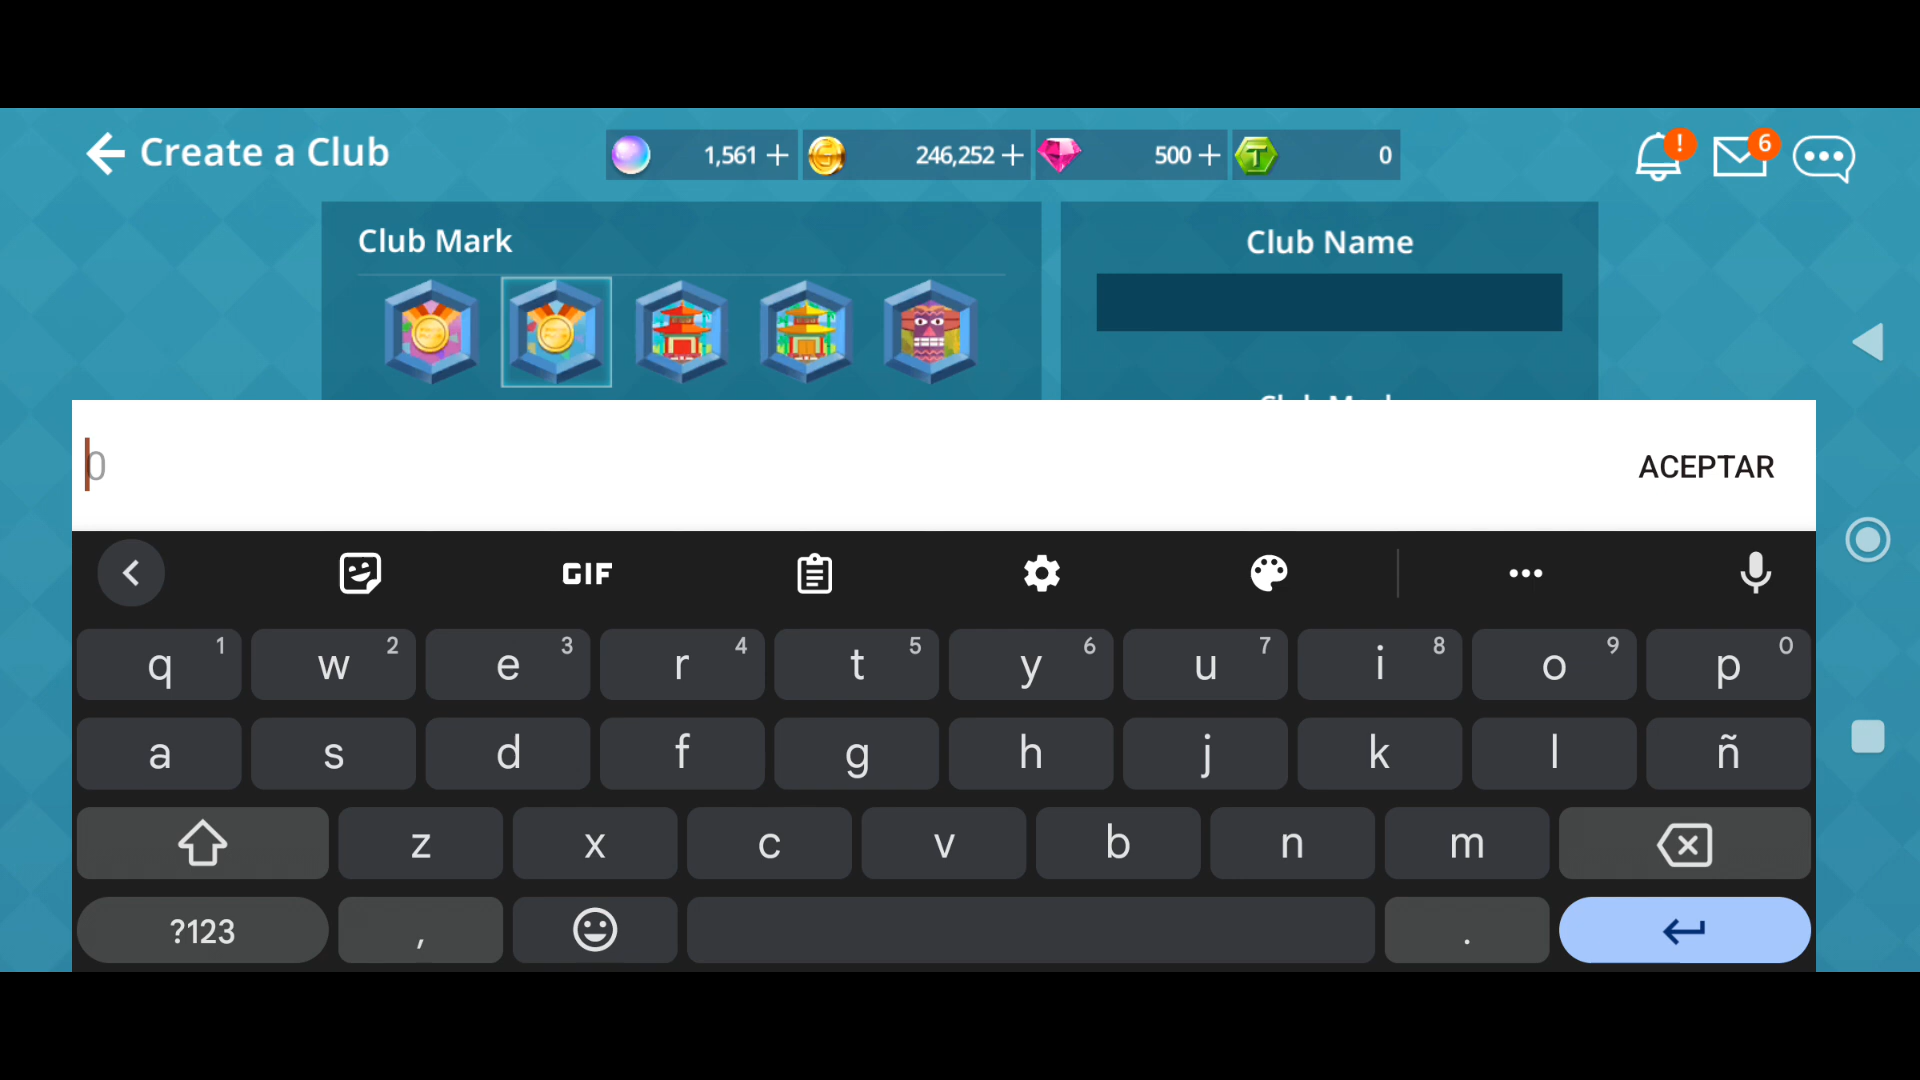 Create a Club
1,561
246,252
500
T
0
!
6
Club Mark
Club Name
0
ACEPTAR
GIF
q 1 w 2 e 3 r 4 t 5 y 6 u 7 i 8 o 9 p 0
a s d f g h j k l ñ
z x c v b n m
?123 , .